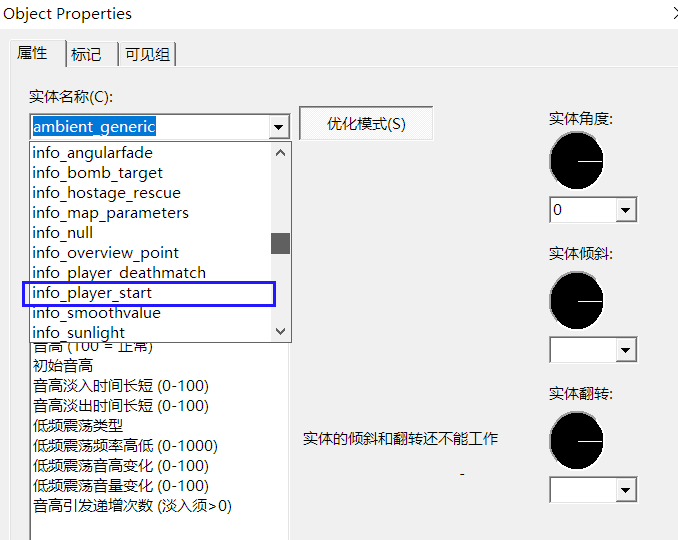 Object Properties
属性
标记
可见组
实体名称(C):
ambient_generic
优化模式(S)
实体角度:
0
info_angularfade
info_bomb_target
info_hostage_rescue
info_map_parameters
info_null
info_overview_point
info_player_deathmatch
info_player_start
info_smoothvalue
info_sunlight
实体倾斜:
音高 (100 = 正常)
初始音高
音高淡入时间长短 (0-100)
音高淡出时间长短 (0-100)
低频震荡类型
低频震荡频率高低 (0-1000)
低频震荡音高变化 (0-100)
低频震荡音量变化 (0-100)
音高引发递增次数 (淡入须>0)
实体翻转:
实体的倾斜和翻转还不能工作
-